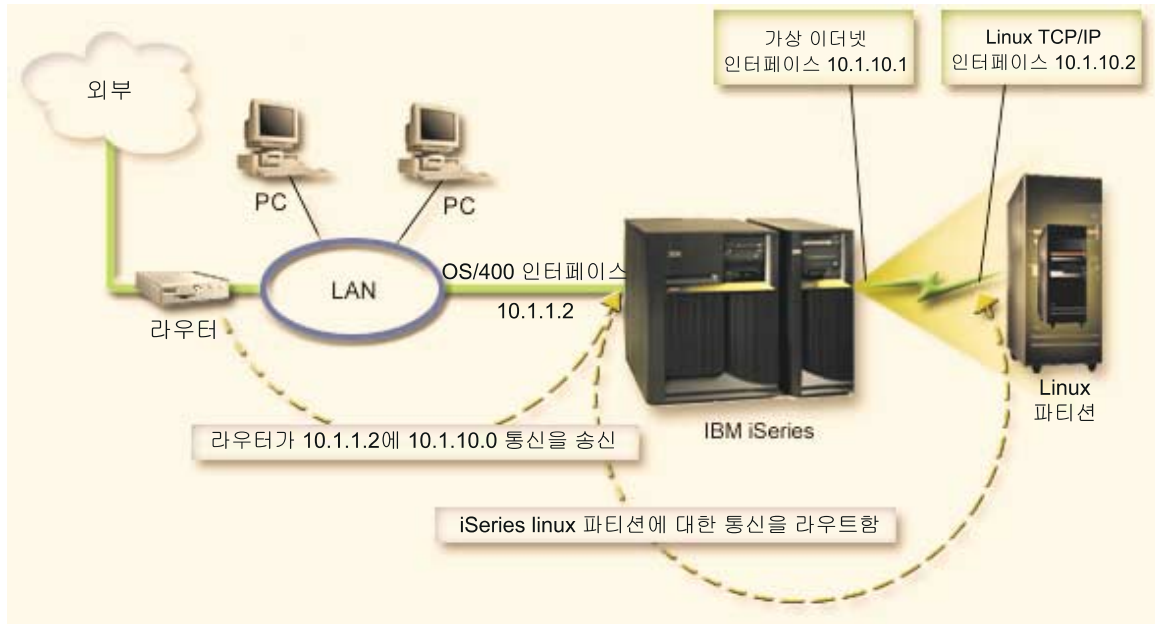 외부
가상 이더넷
인터페이스 10.1.10.1
Linux TCP/IP
인터페이스 10.1.10.2
PC
PC
LAN
OS/400 인터페이스
10.1.1.2
라우터
Linux
파티션
라우터가 10.1.1.2에 10.1.10.0 통신을 송신
IBM iSeries
iSeries linux 파티션에 대한 통신을 라우트함